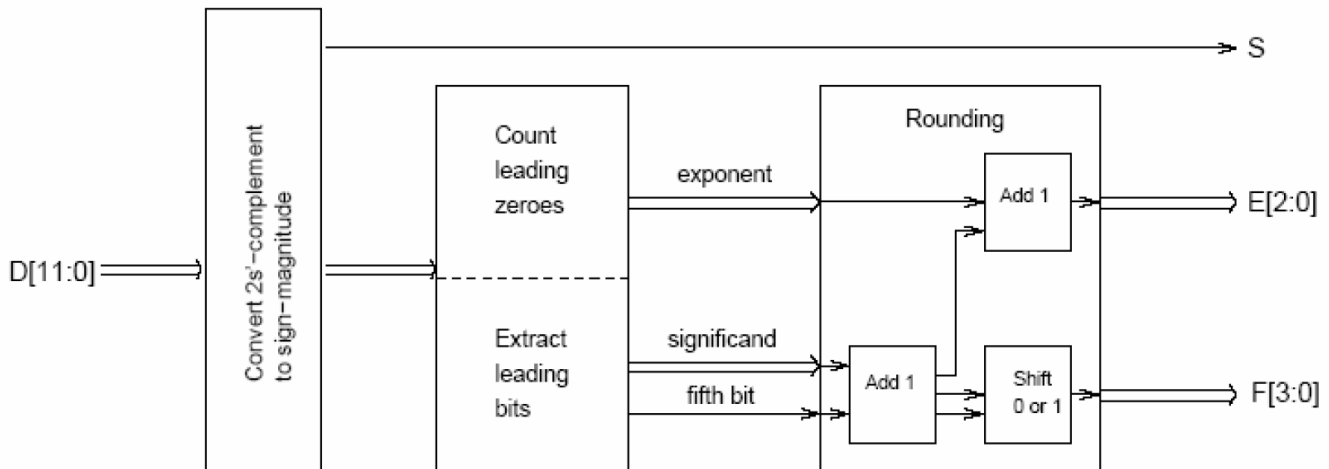 S
Convert 2s'-complement
to sign-magnitude
Count
leading
zeroes
Rounding
exponent
Add 1
E[2:0]
D[11:0]
Extract
leading
bits
significand
fifth bit
Add 1
Shift
0 or 1
F[3:0]